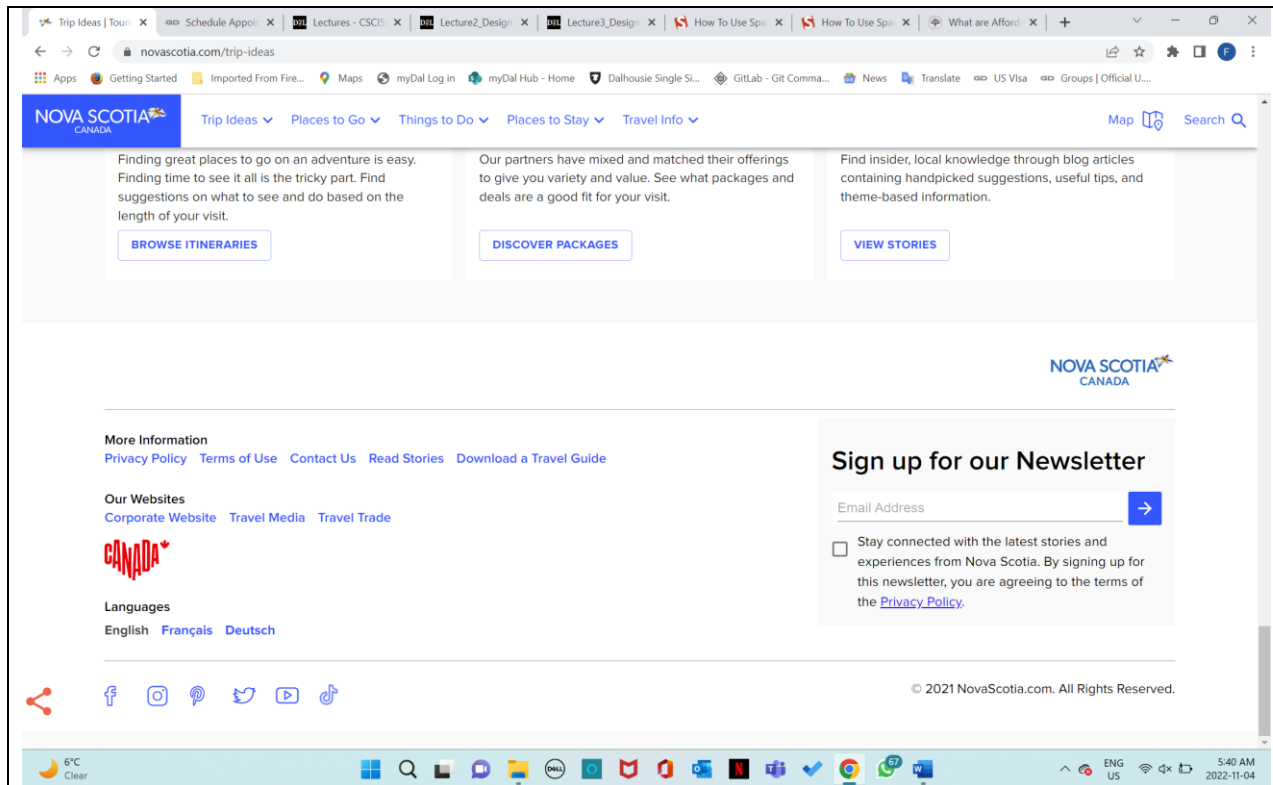 Trip Ideas | Touri
Schedule Appoi
Lectures - CSCI5
Lecture2_Design
Lecture3_Design
How To Use Spa
How To Use Spa
What are Afford
novascotia.com/trip-ideas
F
Apps Getting Started Imported From Fire... Maps myDal Log in myDal Hub - Home Dalhousie Single Si... GitLab - Git Comma... News Translate US VIsa Groups | Official U....
NOVA SCOTIA
CANADA
Trip Ideas Places to Go Things to Do Places to Stay Travel Info Map Search
Finding great places to go on an adventure is easy.
Finding time to see it all is the tricky part. Find
suggestions on what to see and do based on the
length of your visit.
BROWSE ITINERARIES
Our partners have mixed and matched their offerings
to give you variety and value. See what packages and
deals are a good fit for your visit.
DISCOVER PACKAGES
Find insider, local knowledge through blog articles
containing handpicked suggestions, useful tips, and
theme-based information.
VIEW STORIES
NOVA SCOTIA
CANADA
More Information
Privacy Policy Terms of Use Contact Us Read Stories Download a Travel Guide
Our Websites
Corporate Website Travel Media Travel Trade
CANADA
Languages
English Français Deutsch
Sign up for our Newsletter
Email Address
Stay connected with the latest stories and
experiences from Nova Scotia. By signing up for
this newsletter, you are agreeing to the terms of
the Privacy Policy.
© 2021 NovaScotia.com. All Rights Reserved.
6°C
Clear
DELL
N
67
ENG
US
5:40 AM
2022-11-04